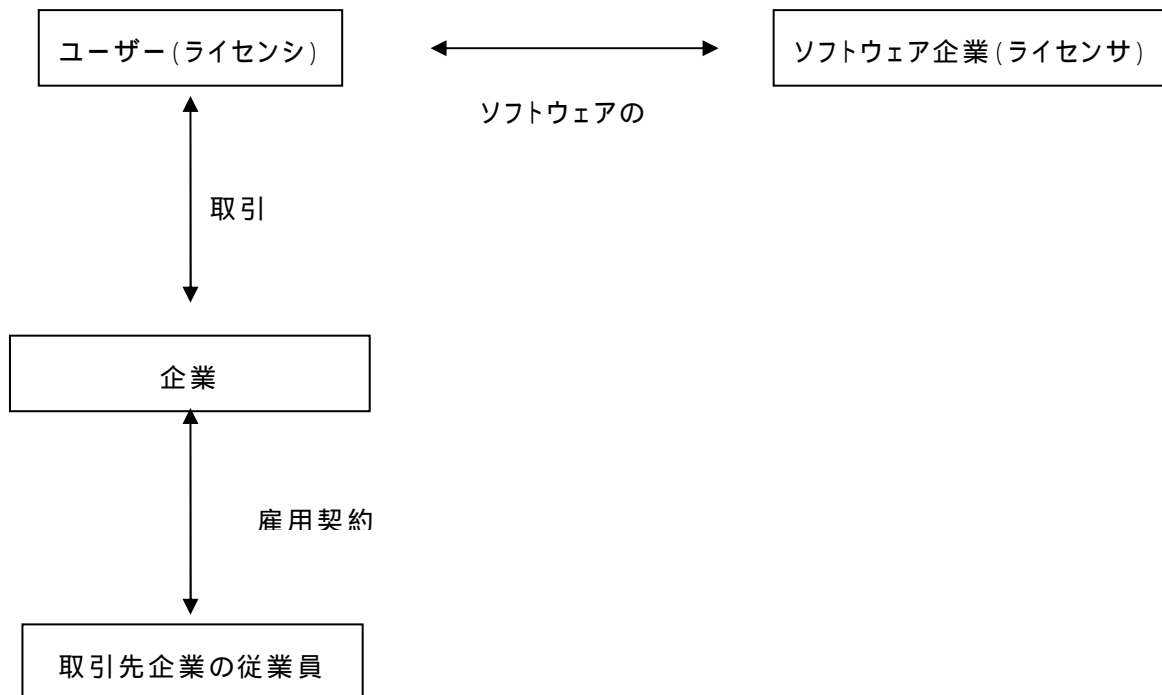 ユーザー(ライセンシ)
ソフトウェア企業(ライセンサ)
ソフトウェアの
取引
企業
雇用契約
取引先企業の従業員